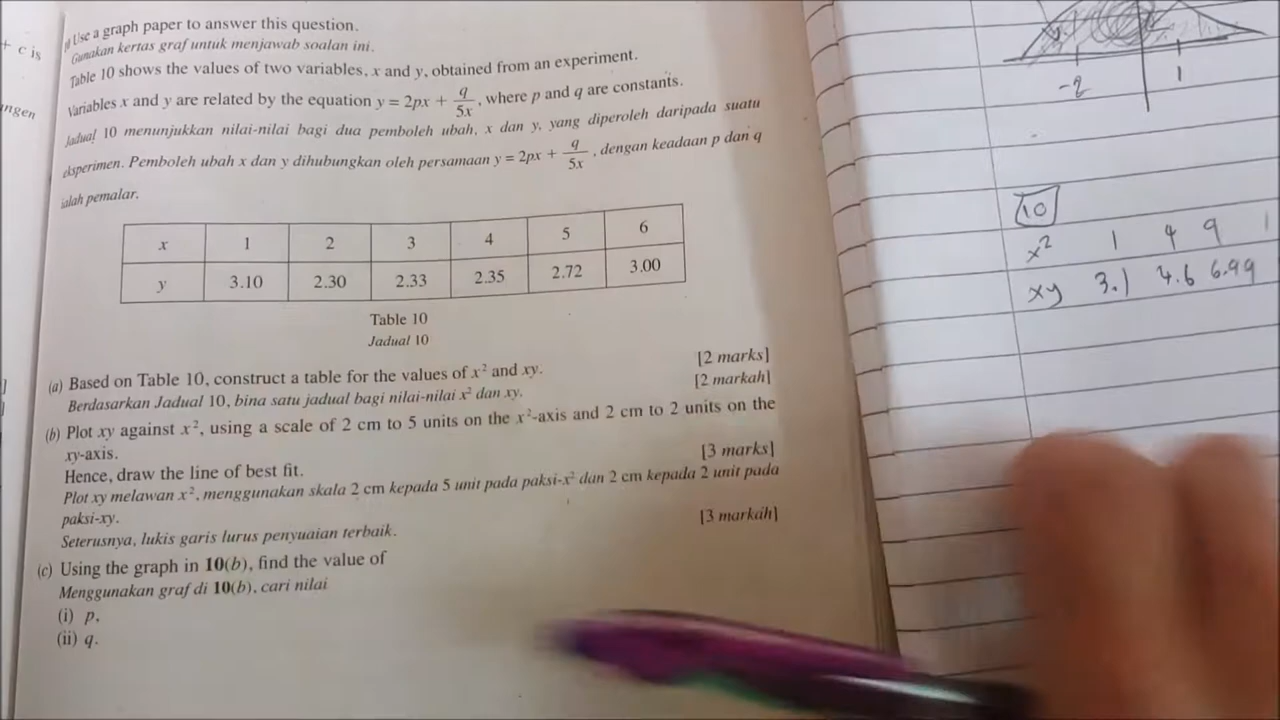 + c is
ungen
10 Use a graph paper to answer this question.
Gunakan kertas graf untuk menjawab soalan ini.
Table 10 shows the values of two variables, x and y, obtained from an experiment.
Variables x and y are related by the equation y = 2px + q/5x, where p and q are constants.
Jadual 10 menunjukkan nilai-nilai bagi dua pemboleh ubah, x dan y, yang diperoleh daripada suatu
eksperimen. Pemboleh ubah x dan y dihubungkan oleh persamaan y = 2px + q/5x, dengan keadaan p dan q
ialah pemalar.
x 1 2 3 4 5 6
y 3.10 2.30 2.33 2.35 2.72 3.00
Table 10
Jadual 10
(a) Based on Table 10, construct a table for the values of x² and xy. [2 marks]
Berdasarkan Jadual 10, bina satu jadual bagi nilai-nilai x² dan xy. [2 markah]
(b) Plot xy against x², using a scale of 2 cm to 5 units on the x²-axis and 2 cm to 2 units on the
xy-axis.
Hence, draw the line of best fit. [3 marks]
Plot xy melawan x², menggunakan skala 2 cm kepada 5 unit pada paksi-x² dan 2 cm kepada 2 unit pada
paksi-xy.
Seterusnya, lukis garis lurus penyuaian terbaik. [3 markah]
(c) Using the graph in 10(b), find the value of
Menggunakan graf di 10(b), cari nilai
(i) p.
(ii) q.
-2 1
10
x² 1 4 9 1
xy 3.1 4.6 6.99